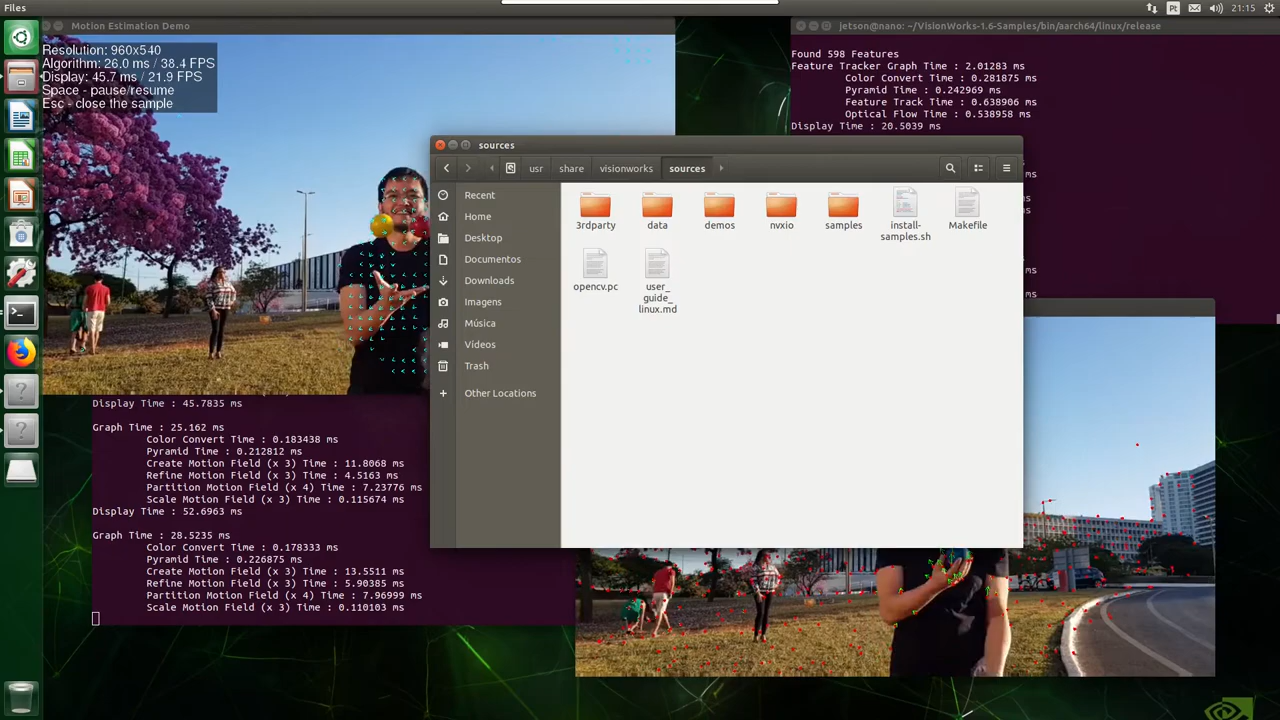 Files
Pt
21:15
Motion Estimation Demo
Resolution: 960x540
Algorithm: 26.0 ms / 38.4 FPS
Display: 45.7 ms / 21.9 FPS
Space - pause/resume
Esc - close the sample
jetson@nano: ~/VisionWorks-1.6-Samples/bin/aarch64/linux/release
Found 598 Features
Feature Tracker Graph Time : 2.01283 ms
Color Convert Time : 0.281875 ms
Pyramid Time : 0.242969 ms
Feature Track Time : 0.638906 ms
Optical Flow Time : 0.538958 ms
Display Time : 20.5039 ms
sources
usr
share
visionworks
sources
Recent
Home
Desktop
Documentos
Downloads
Imagens
Música
Vídeos
Trash
Other Locations
3rdparty
data
demos
nvxio
samples
install-
samples.sh
Makefile
opencv.pc
user_
guide_
linux.md
Display Time : 45.7835 ms
Graph Time : 25.162 ms
Color Convert Time : 0.183438 ms
Pyramid Time : 0.212812 ms
Create Motion Field (x 3) Time : 11.8068 ms
Refine Motion Field (x 3) Time : 4.5163 ms
Partition Motion Field (x 4) Time : 7.23776 ms
Scale Motion Field (x 3) Time : 0.115674 ms
Display Time : 52.6963 ms
Graph Time : 28.5235 ms
Color Convert Time : 0.178333 ms
Pyramid Time : 0.226875 ms
Create Motion Field (x 3) Time : 13.5511 ms
Refine Motion Field (x 3) Time : 5.90385 ms
Partition Motion Field (x 4) Time : 7.96999 ms
Scale Motion Field (x 3) Time : 0.110103 ms